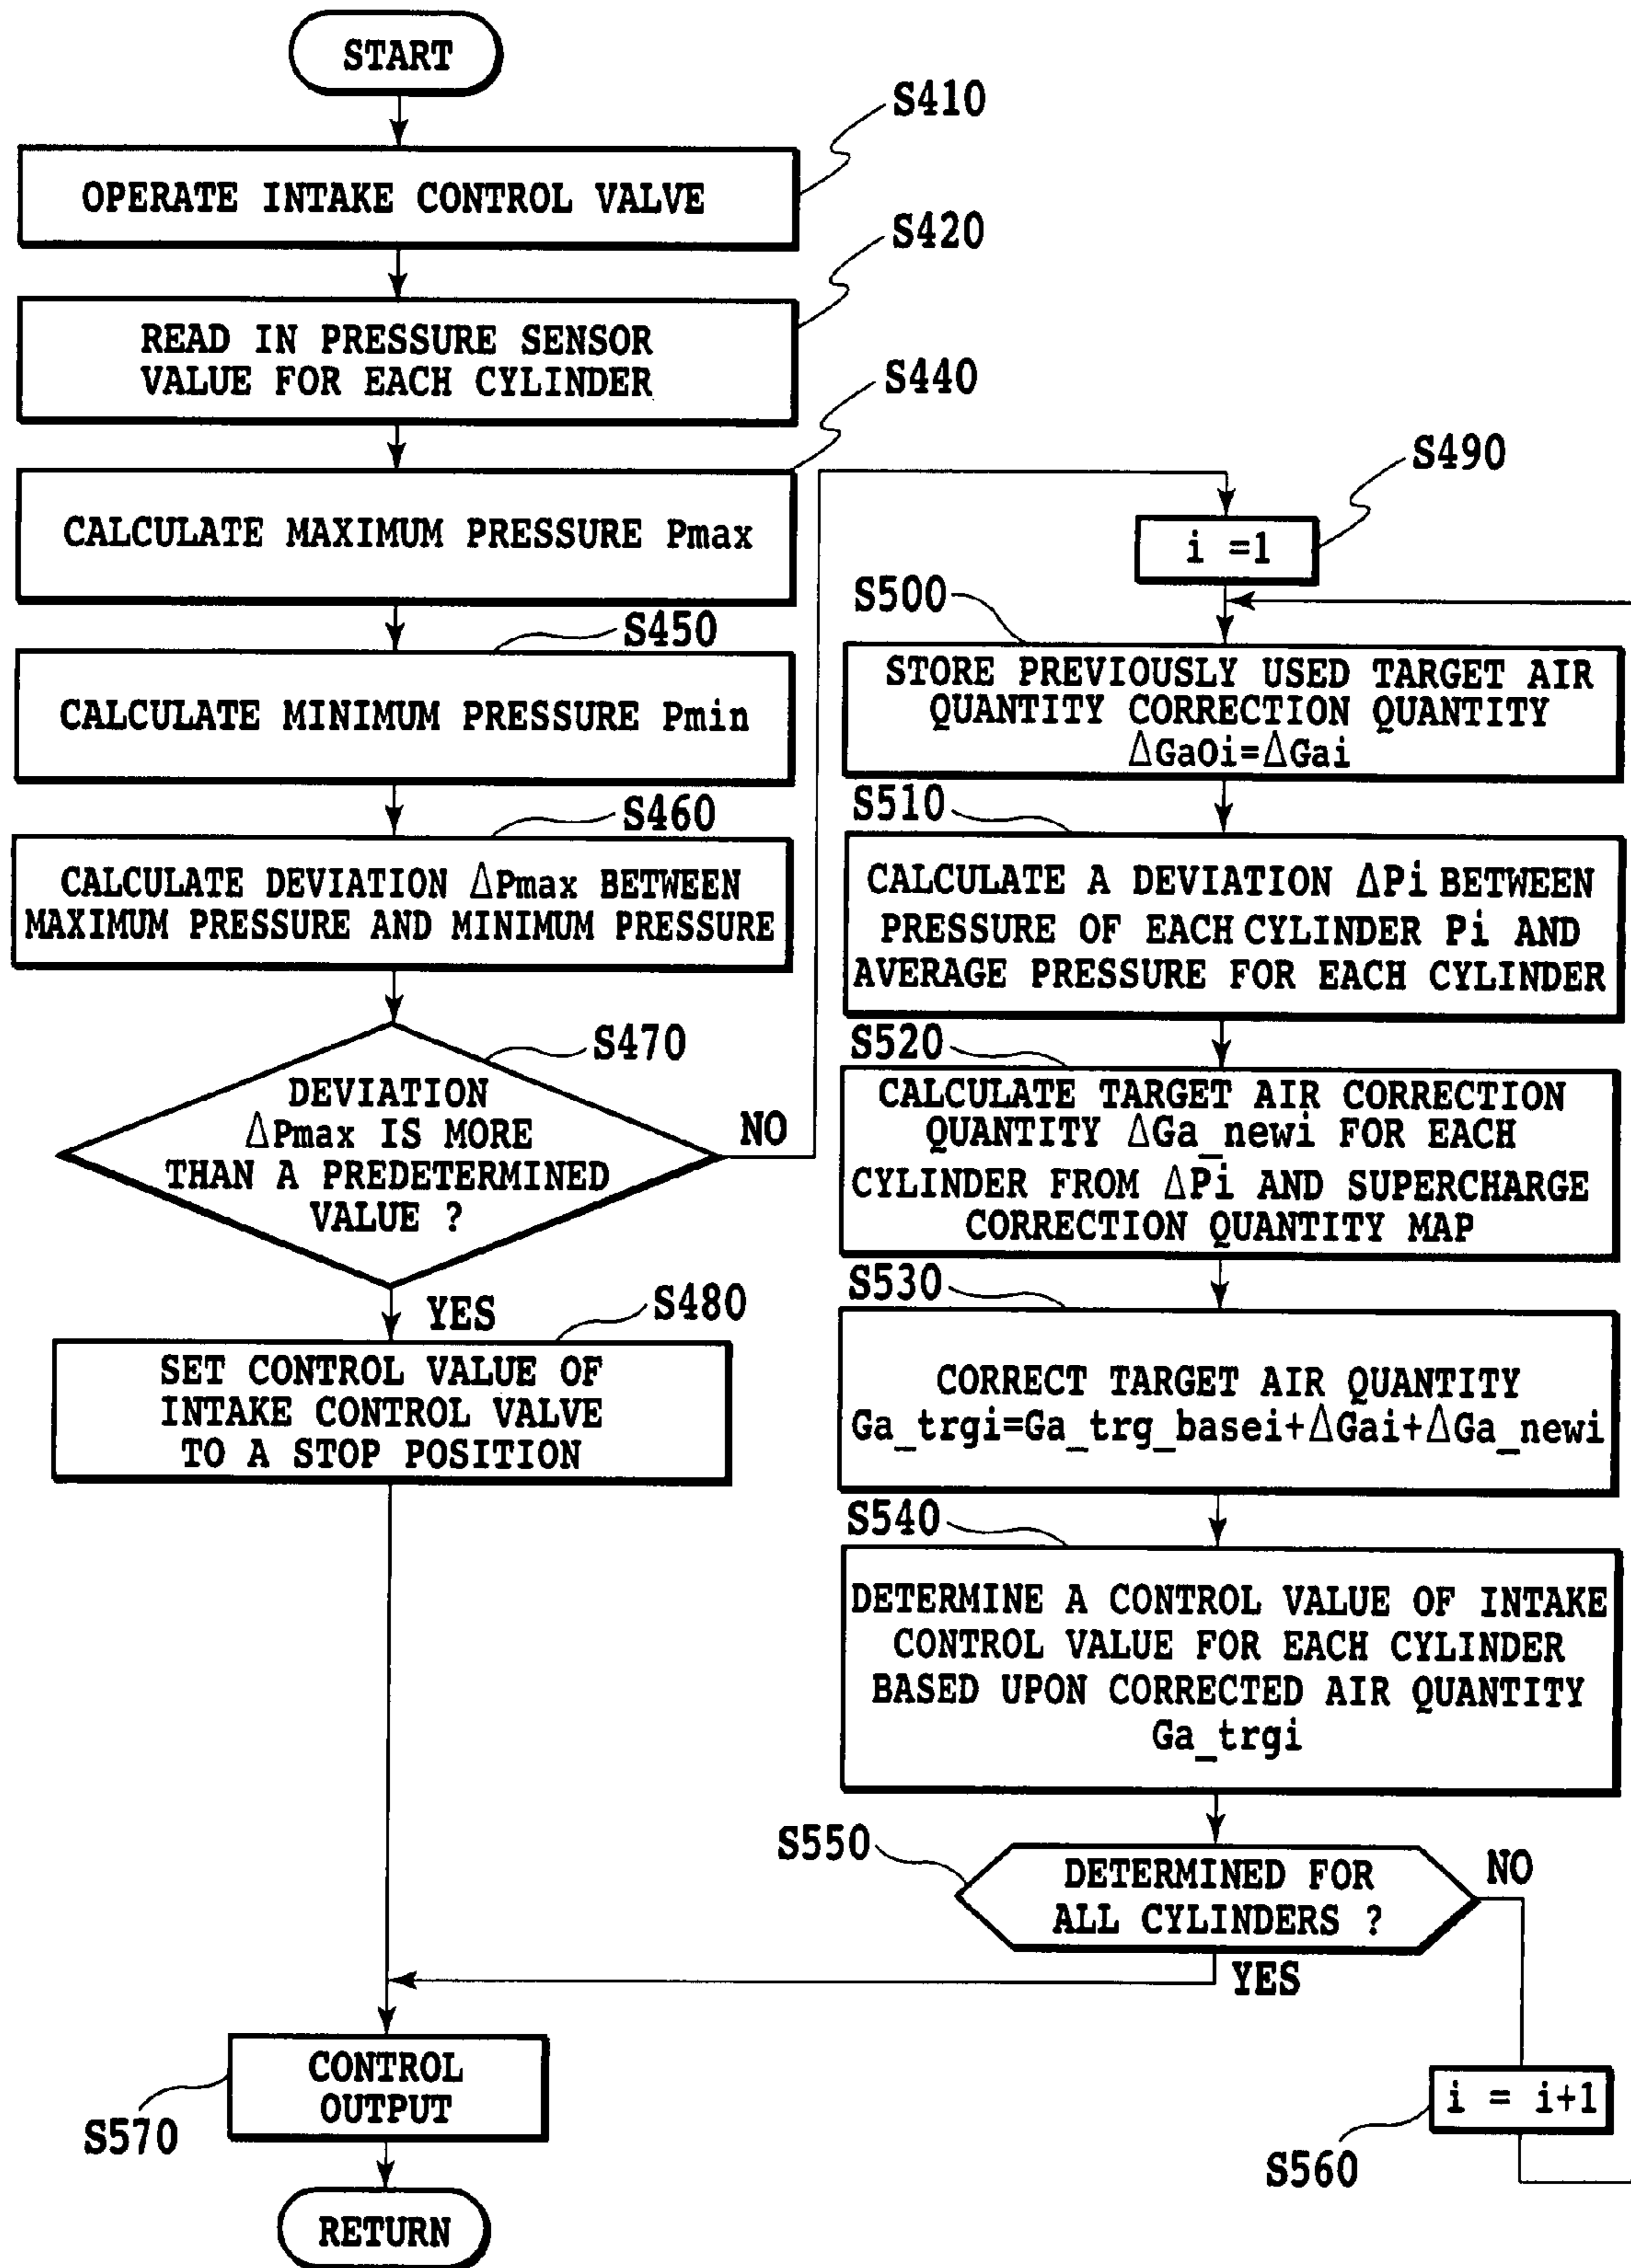 START
S410
OPERATE INTAKE CONTROL VALVE
S420
READ IN PRESSURE SENSOR
VALUE FOR EACH CYLINDER
S440
CALCULATE MAXIMUM PRESSURE Pmax
S450
CALCULATE MINIMUM PRESSURE Pmin
S460
CALCULATE DEVIATION ΔPmax BETWEEN
MAXIMUM PRESSURE AND MINIMUM PRESSURE
S470
DEVIATION
ΔPmax IS MORE
THAN A PREDETERMINED
VALUE ?
NO
YES
S480
SET CONTROL VALUE OF
INTAKE CONTROL VALVE
TO A STOP POSITION
S490
i =1
S500
STORE PREVIOUSLY USED TARGET AIR
QUANTITY CORRECTION QUANTITY
ΔGaOi=ΔGai
S510
CALCULATE A DEVIATION ΔPi BETWEEN
PRESSURE OF EACH CYLINDER Pi AND
AVERAGE PRESSURE FOR EACH CYLINDER
S520
CALCULATE TARGET AIR CORRECTION
QUANTITY ΔGa_newi FOR EACH
CYLINDER FROM ΔPi AND SUPERCHARGE
CORRECTION QUANTITY MAP
S530
CORRECT TARGET AIR QUANTITY
Ga_trgi=Ga_trg_basei+ΔGai+ΔGa_newi
S540
DETERMINE A CONTROL VALUE OF INTAKE
CONTROL VALUE FOR EACH CYLINDER
BASED UPON CORRECTED AIR QUANTITY
Ga_trgi
S550
DETERMINED FOR
ALL CYLINDERS ?
NO
YES
i = i+1
S560
CONTROL
OUTPUT
S570
RETURN